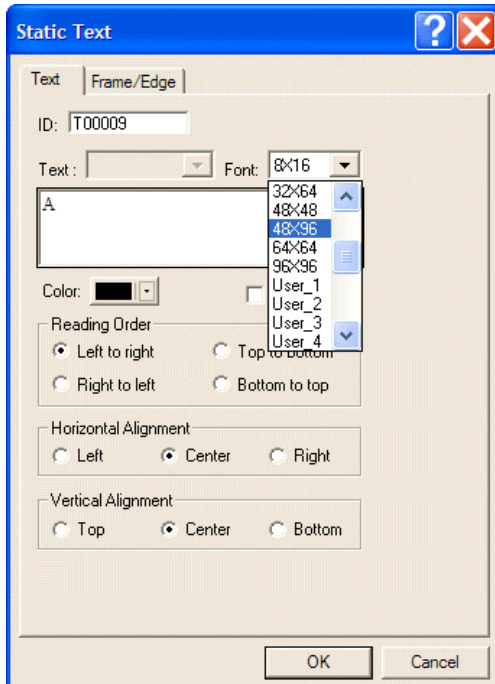 Static Text
Text Frame/Edge
ID: T00009
Text : Font: 8X16
A
32X64
48X48
48X96
64X64
96X96
User_1
User_2
User_3
User_4
Color:
Reading Order
Left to right Top to bottom
Right to left Bottom to top
Horizontal Alignment
Left Center Right
Vertical Alignment
Top Center Bottom
OK Cancel